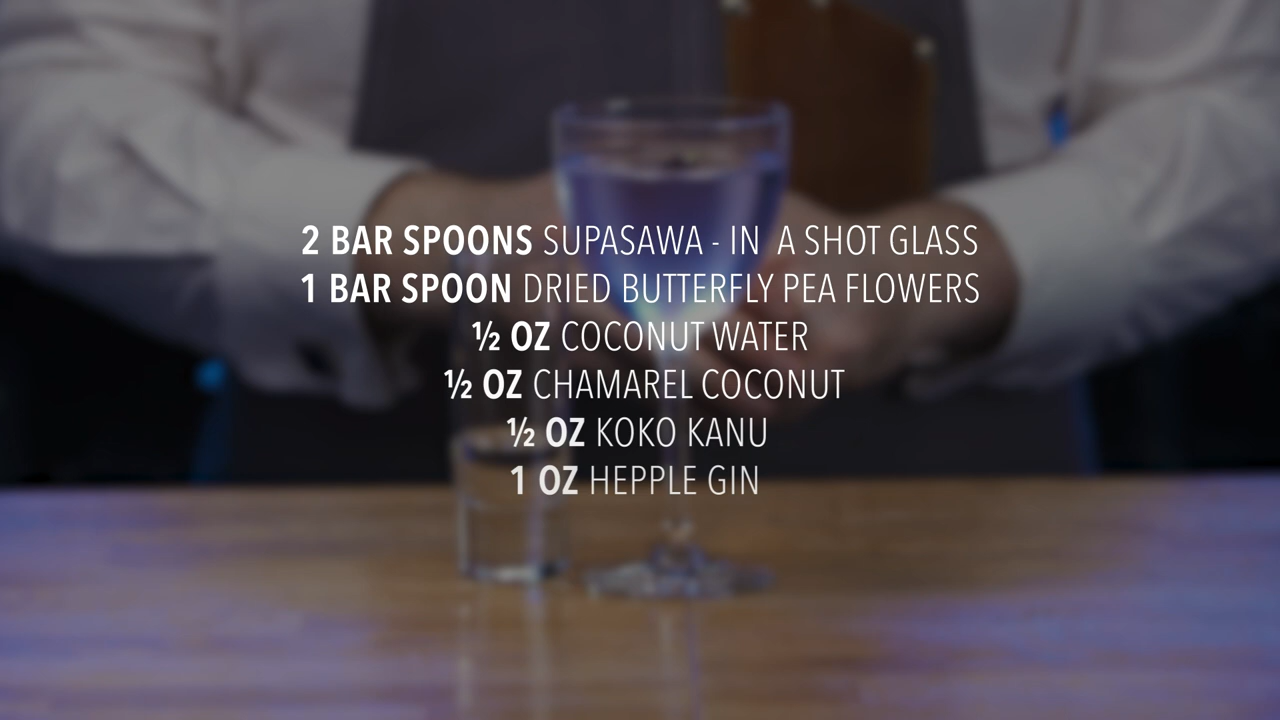 2 BAR SPOONS SUPASAWA - IN  A SHOT GLASS
1 BAR SPOON DRIED BUTTERFLY PEA FLOWERS
½ OZ COCONUT WATER
½ OZ CHAMAREL COCONUT
½ OZ KOKO KANU
1 OZ HEPPLE GIN